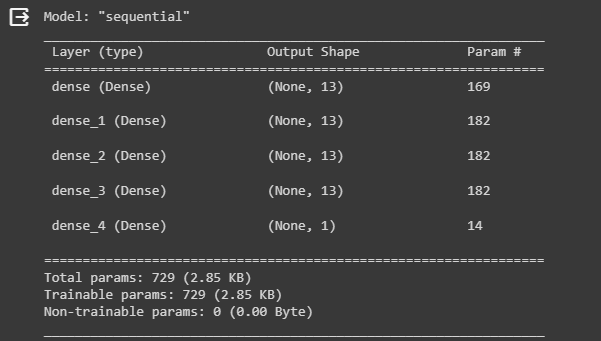 Model: "sequential"
_________________________________________________________________
Layer (type) Output Shape Param #
=================================================================
dense (Dense) (None, 13) 169
dense_1 (Dense) (None, 13) 182
dense_2 (Dense) (None, 13) 182
dense_3 (Dense) (None, 13) 182
dense_4 (Dense) (None, 1) 14
=================================================================
Total params: 729 (2.85 KB)
Trainable params: 729 (2.85 KB)
Non-trainable params: 0 (0.00 Byte)
_________________________________________________________________